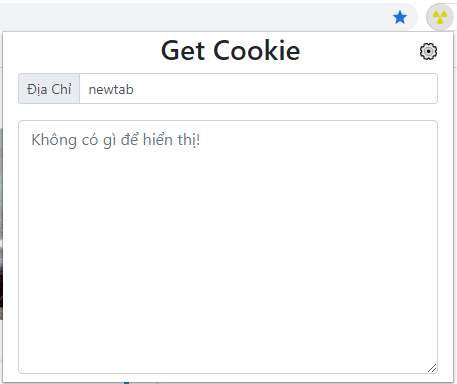 Get Cookie
Địa Chỉ newtab
Không có gì để hiển thị!